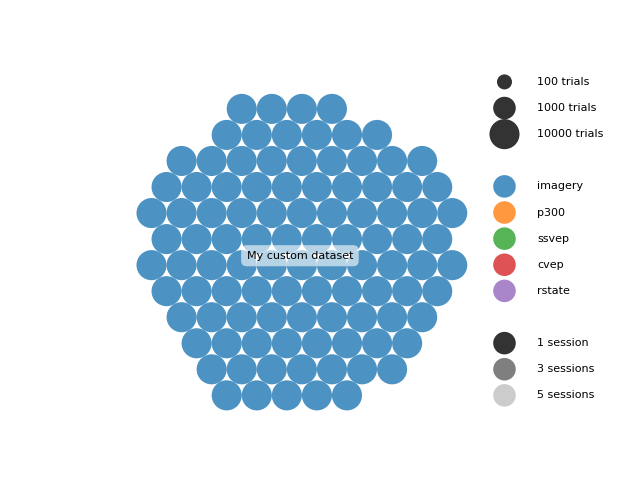 100 trials
1000 trials
10000 trials
imagery
p300
ssvep
My custom dataset
cvep
rstate
1 session
3 sessions
5 sessions